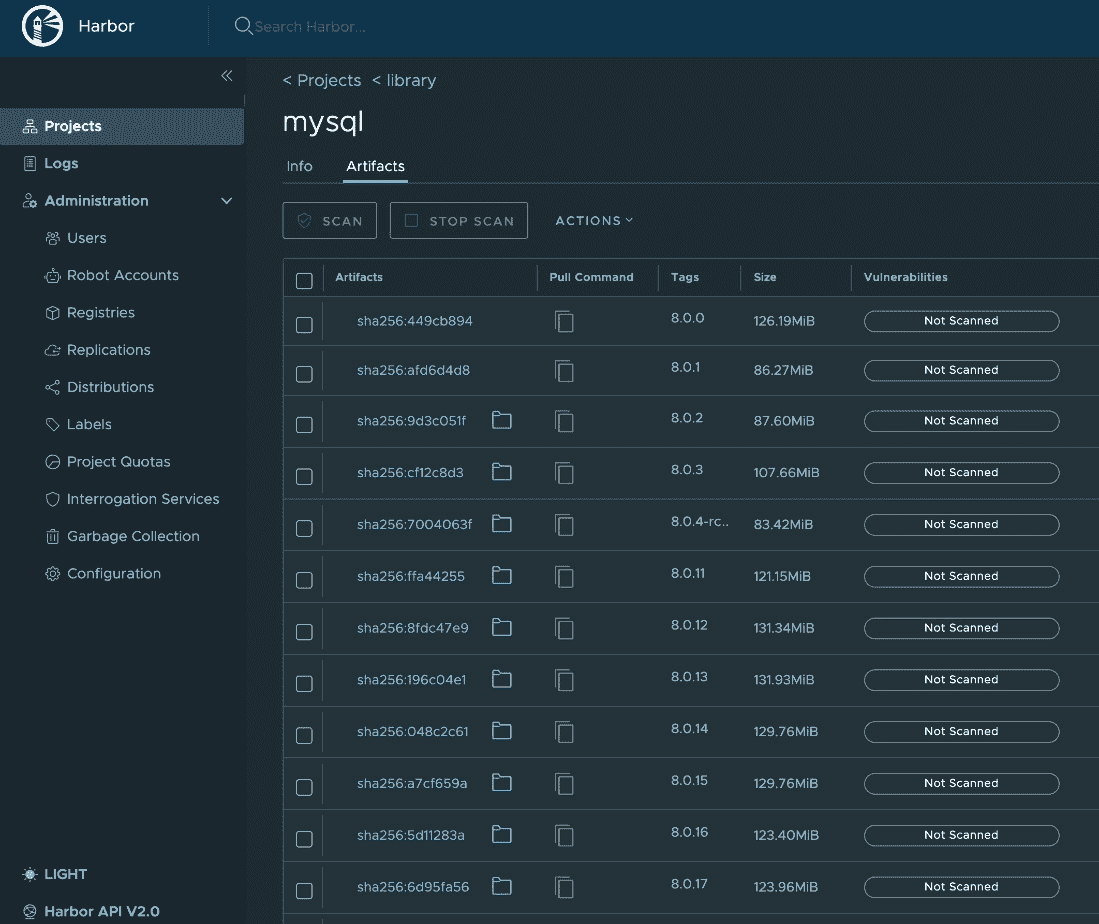 Harbor
Search Harbor...
Projects
Logs
Administration
Users
Robot Accounts
Registries
Replications
Distributions
Labels
Project Quotas
Interrogation Services
Garbage Collection
Configuration
LIGHT
Harbor API V2.0
< Projects < library
mysql
Info Artifacts
SCAN STOP SCAN ACTIONS
Artifacts Pull Command Tags Size Vulnerabilities
sha256:449cb894 8.0.0 126.19MiB Not Scanned
sha256:afd6d4d8 8.0.1 86.27MiB Not Scanned
sha256:9d3c051f 8.0.2 87.60MiB Not Scanned
sha256:cf12c8d3 8.0.3 107.66MiB Not Scanned
sha256:7004063f 8.0.4-rc.. 83.42MiB Not Scanned
sha256:ffa44255 8.0.11 121.15MiB Not Scanned
sha256:8fdc47e9 8.0.12 131.34MiB Not Scanned
sha256:196c04e1 8.0.13 131.93MiB Not Scanned
sha256:048c2c61 8.0.14 129.76MiB Not Scanned
sha256:a7cf659a 8.0.15 129.76MiB Not Scanned
sha256:5d11283a 8.0.16 123.40MiB Not Scanned
sha256:6d95fa56 8.0.17 123.96MiB Not Scanned